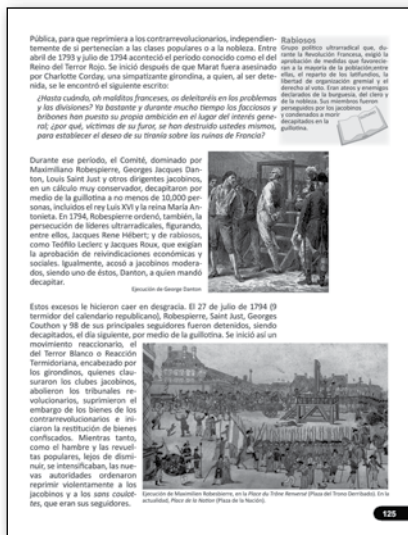 Pública, para que reprimiera a los contrarrevolucionarios, independien-
temente de si pertenecían a las clases populares o a la nobleza. Entre
abril de 1793 y julio de 1794 aconteció el periodo conocido como el del
Reino del Terror Rojo. Se inició después de que Marat fuera asesinado
por Charlotte Corday, una simpatizante girondina, a quien, al ser dete-
nida, se le encontró el siguiente escrito:
¿Hasta cuándo, oh malditos franceses, os deleitaréis en los problemas
y las divisiones? Ya bastante y durante mucho tiempo los facciosos y
bribones han puesto su propia ambición en el lugar del interés gene-
ral; ¿por qué, víctimas de su furor, se han destruido ustedes mismos,
para establecer el deseo de su tiranía sobre las ruinas de Francia?
Rabiosos
Grupo político ultrarradical que, du-
rante la Revolución Francesa, exigió la
aprobación de medidas que favorecie-
ran a la mayoría de la población;entre
ellas, el reparto de los latifundios, la
libertad de organización gremial y el
derecho al voto. Eran ateos y enemigos
declarados de la burguesía, del clero y
de la nobleza. Sus miembros fueron
perseguidos por los jacobinos
y condenados a morir
decapitados en la
guillotina.
Durante ese período, el Comité, dominado por
Maximiliano Robespierre, Georges Jacques Dan-
ton, Louis Saint Just y otros dirigentes jacobinos,
en un cálculo muy conservador, decapitaron por
medio de la guillotina a no menos de 10,000 per-
sonas, incluidos el rey Luis XVI y la reina María An-
tonieta. En 1794, Robespierre ordenó, también, la
persecución de líderes ultrarradicales, figurando,
entre ellos, Jacques Rene Hébert; y de rabiosos,
como Teófilo Leclerc y Jacques Roux, que exigían
la aprobación de reivindicaciones económicas y
sociales. Igualmente, acosó a jacobinos modera-
dos, siendo uno de éstos, Danton, a quien mandó
decapitar.
Ejecución de George Danton
Estos excesos le hicieron caer en desgracia. El 27 de julio de 1794 (9
termidor del calendario republicano), Robespierre, Saint Just, Georges
Couthon y 98 de sus principales seguidores fueron detenidos, siendo
decapitados, el día siguiente, por medio de la guillotina. Se inició así un
movimiento reaccionario, el
del Terror Blanco o Reacción
Termidoriana, encabezado por
los girondinos, quienes clau-
suraron los clubes jacobinos,
abolieron los tribunales re-
volucionarios, suprimieron el
embargo de los bienes de los
contrarrevolucionarios e ini-
ciaron la restitución de bienes
confiscados. Mientras tanto,
como el hambre y las revuel-
tas populares, lejos de dismi-
nuir, se intensificaban, las nue-
vas autoridades ordenaron
reprimir violentamente a los
jacobinos y a los sans coulot-
tes, que eran sus seguidores.
Ejecución de Maximilien Robespierre, en la Place du Trône Renversé (Plaza del Trono Derribado). En la
actualidad, Place de la Nation (Plaza de la Nación).
125